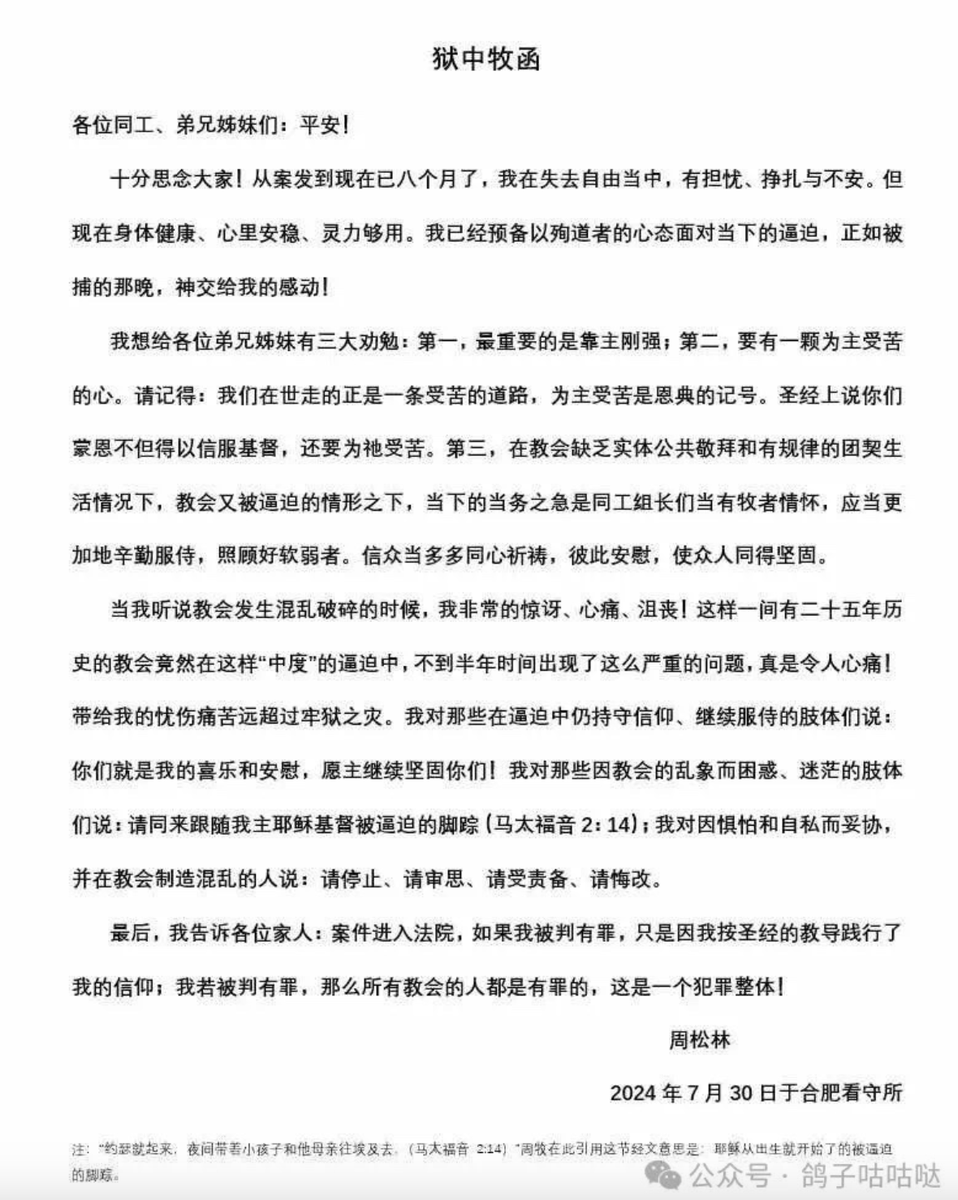 狱中牧函
各位同工、弟兄姊妹们：平安！
十分思念大家！从案发到现在已八个月了，我在失去自由当中，有担忧、挣扎与不安。但
现在身体健康、心里安稳、灵力够用。我已经预备以殉道者的心态面对当下的逼迫，正如被
捕的那晚，神交给我的感动！
我想给各位弟兄姊妹有三大劝勉：第一，最重要的是靠主刚强；第二，要有一颗为主受苦
的心。请记得：我们在世走的正是一条受苦的道路，为主受苦是恩典的记号。圣经上说你们
蒙恩不但得以信服基督，还要为祂受苦。第三，在教会缺乏实体公共敬拜和有规律的团契生
活情况下，教会又被逼迫的情形之下，当下的当务之急是同工组长们当有牧者情怀，应当更
加地辛勤服侍，照顾好软弱者。信众当多多同心祈祷，彼此安慰，使众人同得坚固。
当我听说教会发生混乱破碎的时候，我非常的惊讶、心痛、沮丧！这样一间有二十五年历
史的教会竟然在这样“中度”的逼迫中，不到半年时间出现了这么严重的问题，真是令人心痛！
带给我的忧伤痛苦远超过牢狱之灾。我对那些在逼迫中仍持守信仰、继续服侍的肢体们说：
你们就是我的喜乐和安慰，愿主继续坚固你们！我对那些因教会的乱象而困惑、迷茫的肢体
们说：请同来跟随我主耶稣基督被逼迫的脚踪（马太福音 2：14）；我对因惧怕和自私而妥协，
并在教会制造混乱的人说：请停止、请审思、请受责备、请悔改。
最后，我告诉各位家人：案件进入法院，如果我被判有罪，只是因我按圣经的教导践行了
我的信仰；我若被判有罪，那么所有教会的人都是有罪的，这是一个犯罪整体！
周松林
2024 年 7 月 30 日于合肥看守所
注：“约瑟就起来，夜间带着小孩子和他母亲往埃及去，（马太福音 2:14）”周牧在此引用这节经文意思是：耶稣从出生就开始了的被逼迫
的脚踪。
公众号 · 鸽子咕咕哒